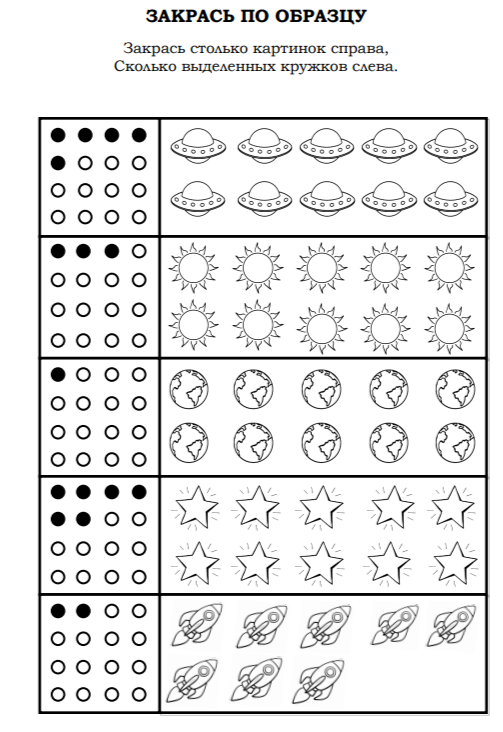 ЗАКРАСЬ ПО ОБРАЗЦУ
Закрась столько картинок справа,
Сколько выделенных кружков слева.